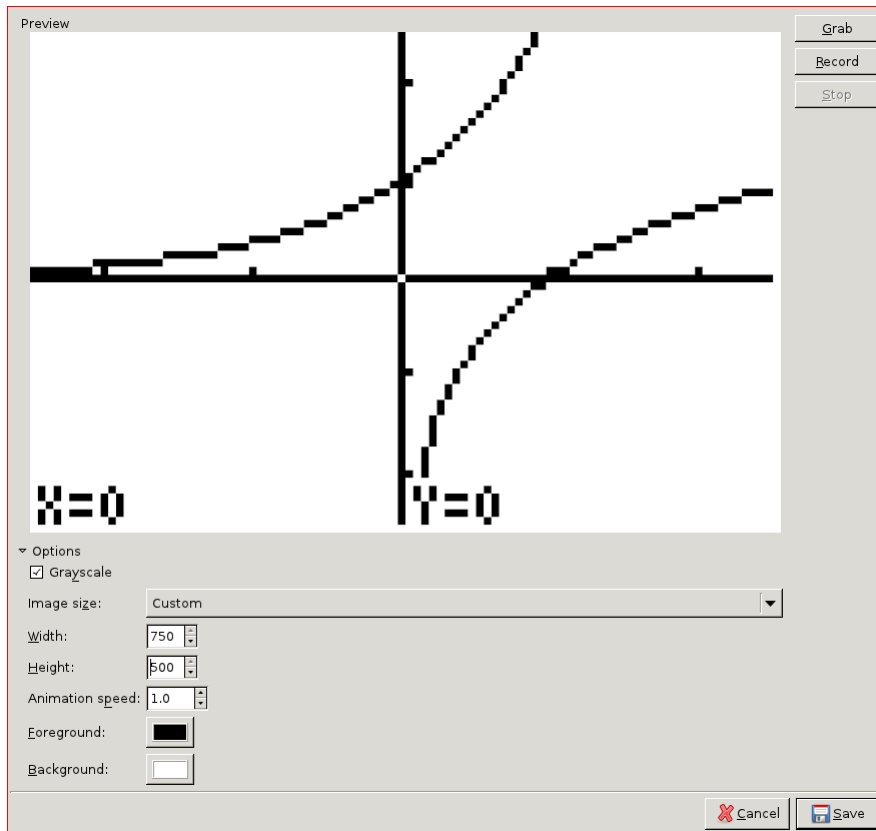 Preview
Grab
Record
Stop
X=0 Y=0
Options
Grayscale
Image size: Custom
Width: 750
Height: 500
Animation speed: 1.0
Foreground:
Background:
Cancel Save